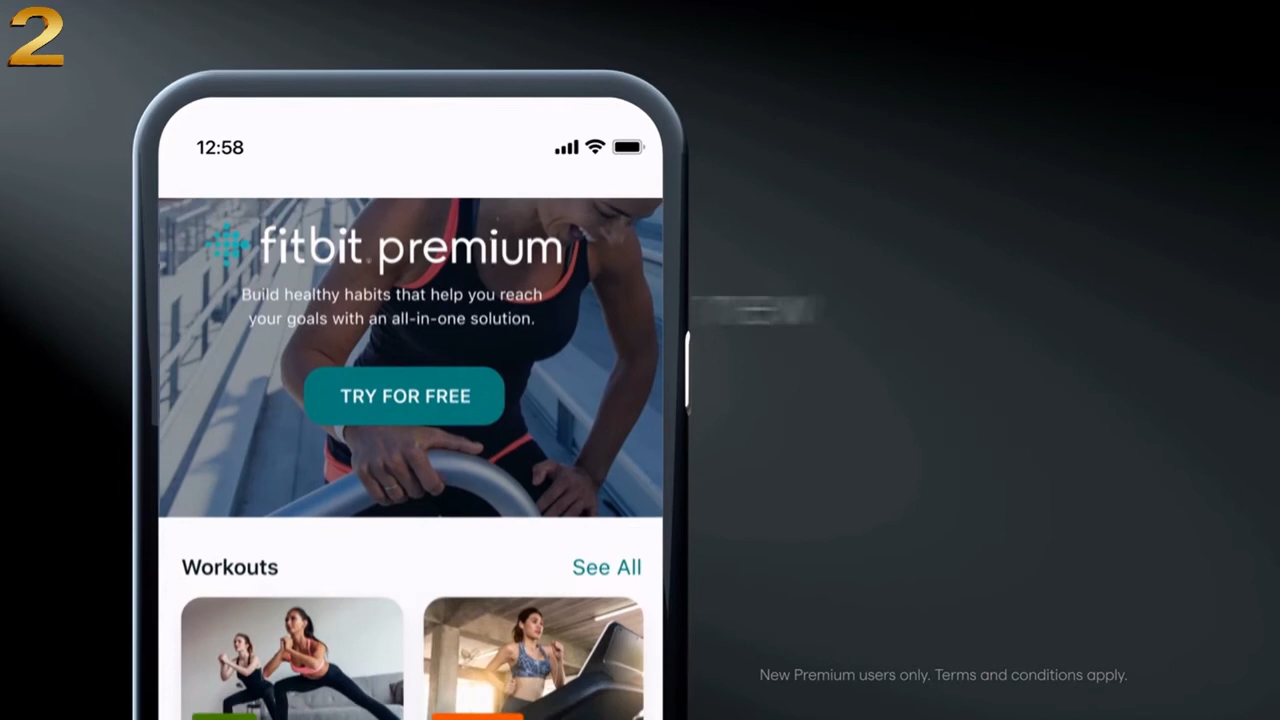 2
12:58
fitbit premium
Build healthy habits that help you reach
your goals with an all-in-one solution.
TRY FOR FREE
Workouts
See All
New Premium users only. Terms and conditions apply.